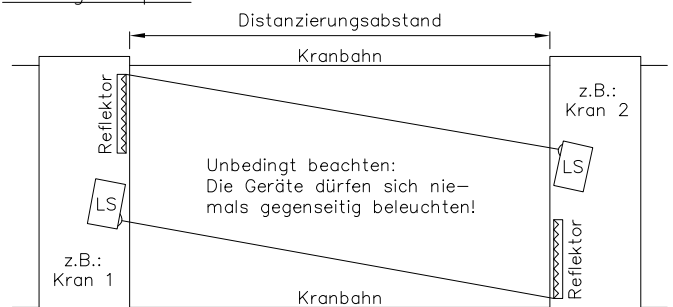 Distanzierungsabstand
Kranbahn
Reflektor
z.B.:
Kran 2
LS
Unbedingt beachten:
Die Geräte dürfen sich nie-
mals gegenseitig beleuchten!
LS
Reflektor
z.B.:
Kran 1
Kranbahn